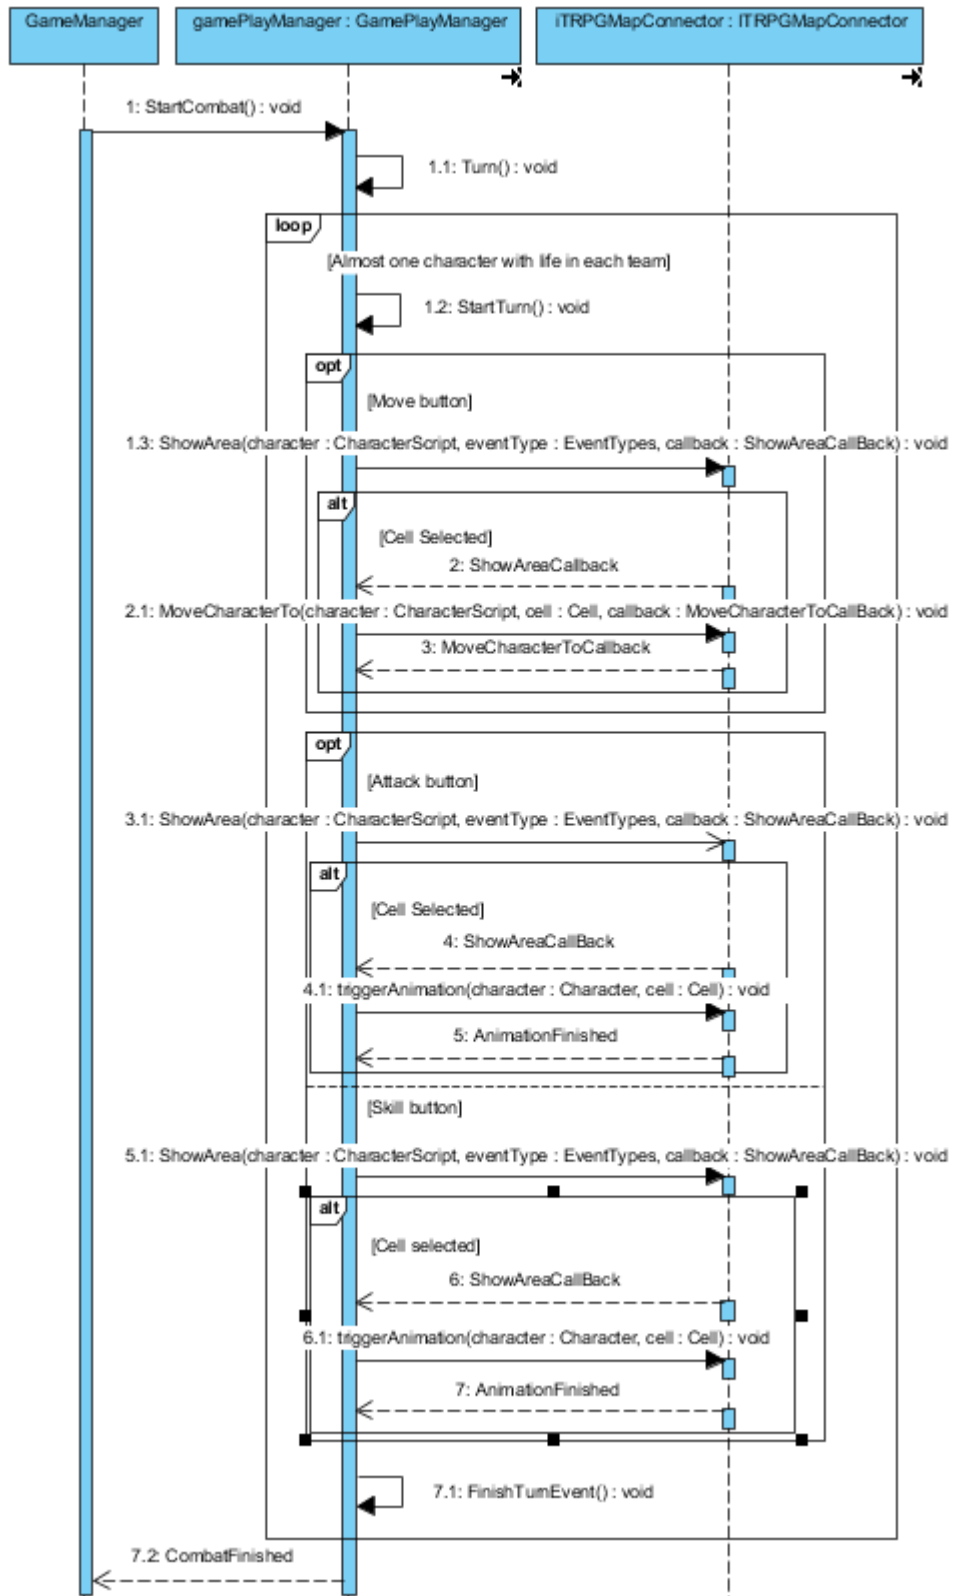 GameManager
gamePlayManager : GamePlayManager
iTRPGMapConnector : ITRPGMapConnector
1: StartCombat() : void
1.1: Turn() : void
loop
[Almost one character with life in each team]
1.2: StartTurn() : void
opt
[Move button]
1.3: ShowArea(character : CharacterScript, eventType : EventTypes, callback : ShowAreaCallBack) : void
alt
[Cell Selected]
2: ShowAreaCallback
2.1: MoveCharacterTo(character : CharacterScript, cell : Cell, callback : MoveCharacterToCallBack) : void
3: MoveCharacterToCallback
opt
[Attack button]
3.1: ShowArea(character : CharacterScript, eventType : EventTypes, callback : ShowAreaCallBack) : void
alt
[Cell Selected]
4: ShowAreaCallBack
4.1: triggerAnimation(character : Character, cell : Cell) : void
5: AnimationFinished
[Skill button]
5.1: ShowArea(character : CharacterScript, eventType : EventTypes, callback : ShowAreaCallBack) : void
alt
[Cell selected]
6: ShowAreaCallBack
6.1: triggerAnimation(character : Character, cell : Cell) : void
7: AnimationFinished
7.1: FinishTurnEvent() : void
7.2: CombatFinished